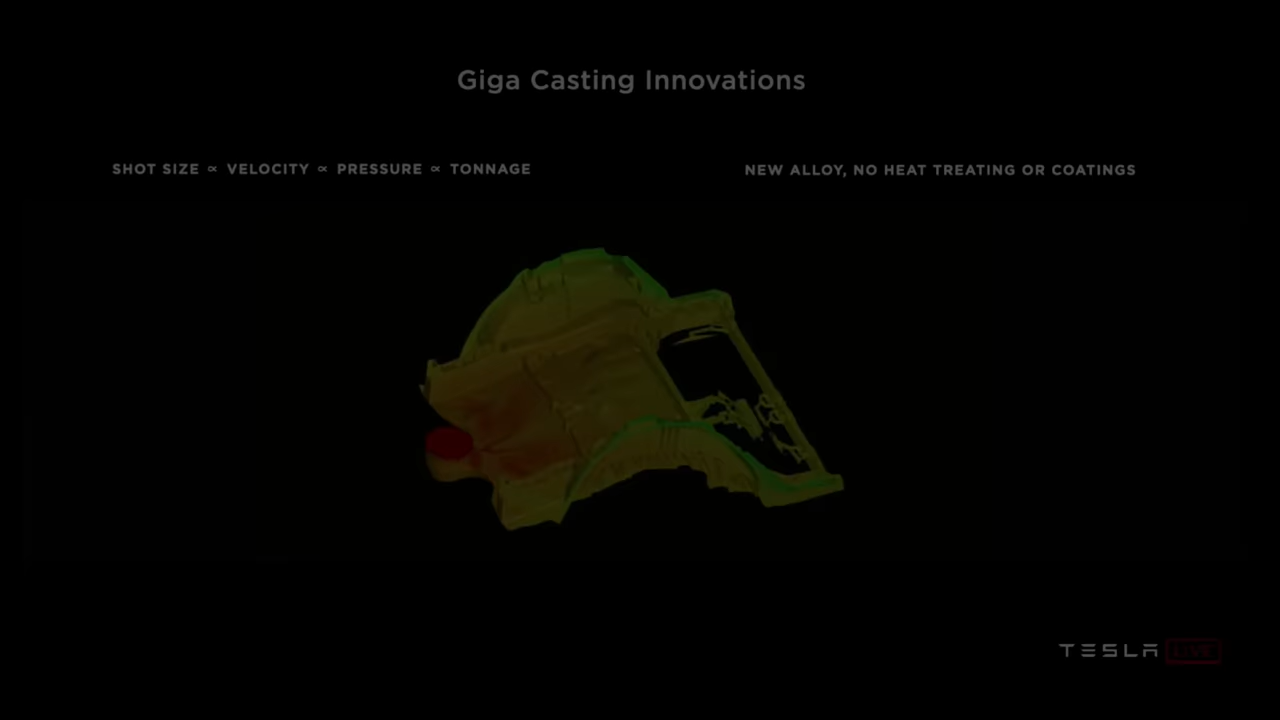 Giga Casting Innovations
SHOT SIZE ∝ VELOCITY ∝ PRESSURE ∝ TONNAGE
NEW ALLOY, NO HEAT TREATING OR COATINGS
TESLA LIVE